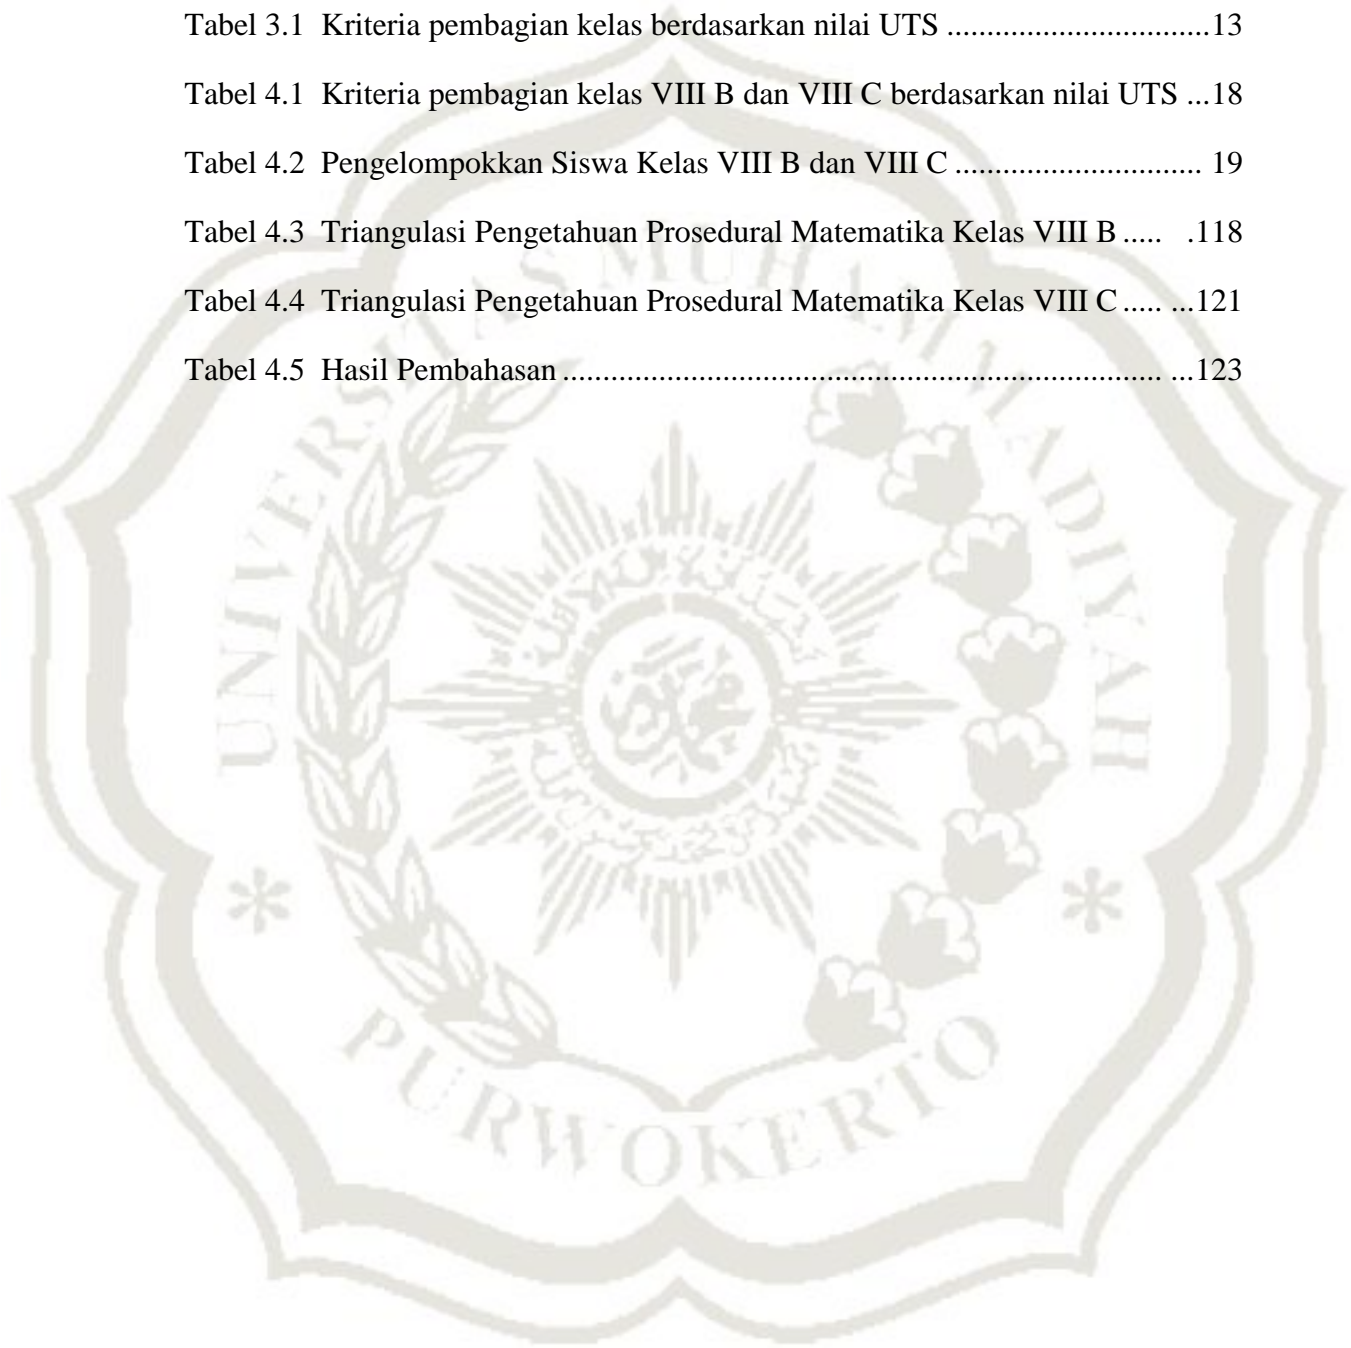 Tabel 3.1 Kriteria pembagian kelas berdasarkan nilai UTS .................................13
Tabel 4.1 Kriteria pembagian kelas VIII B dan VIII C berdasarkan nilai UTS ...18
Tabel 4.2 Pengelompokkan Siswa Kelas VIII B dan VIII C ............................... 19
Tabel 4.3 Triangulasi Pengetahuan Prosedural Matematika Kelas VIII B ..... .118
Tabel 4.4 Triangulasi Pengetahuan Prosedural Matematika Kelas VIII C ..... ...121
Tabel 4.5 Hasil Pembahasan ........................................................................... ...123
UNIVERSITAS MUHAMMADIYAH
PURWOKERTO